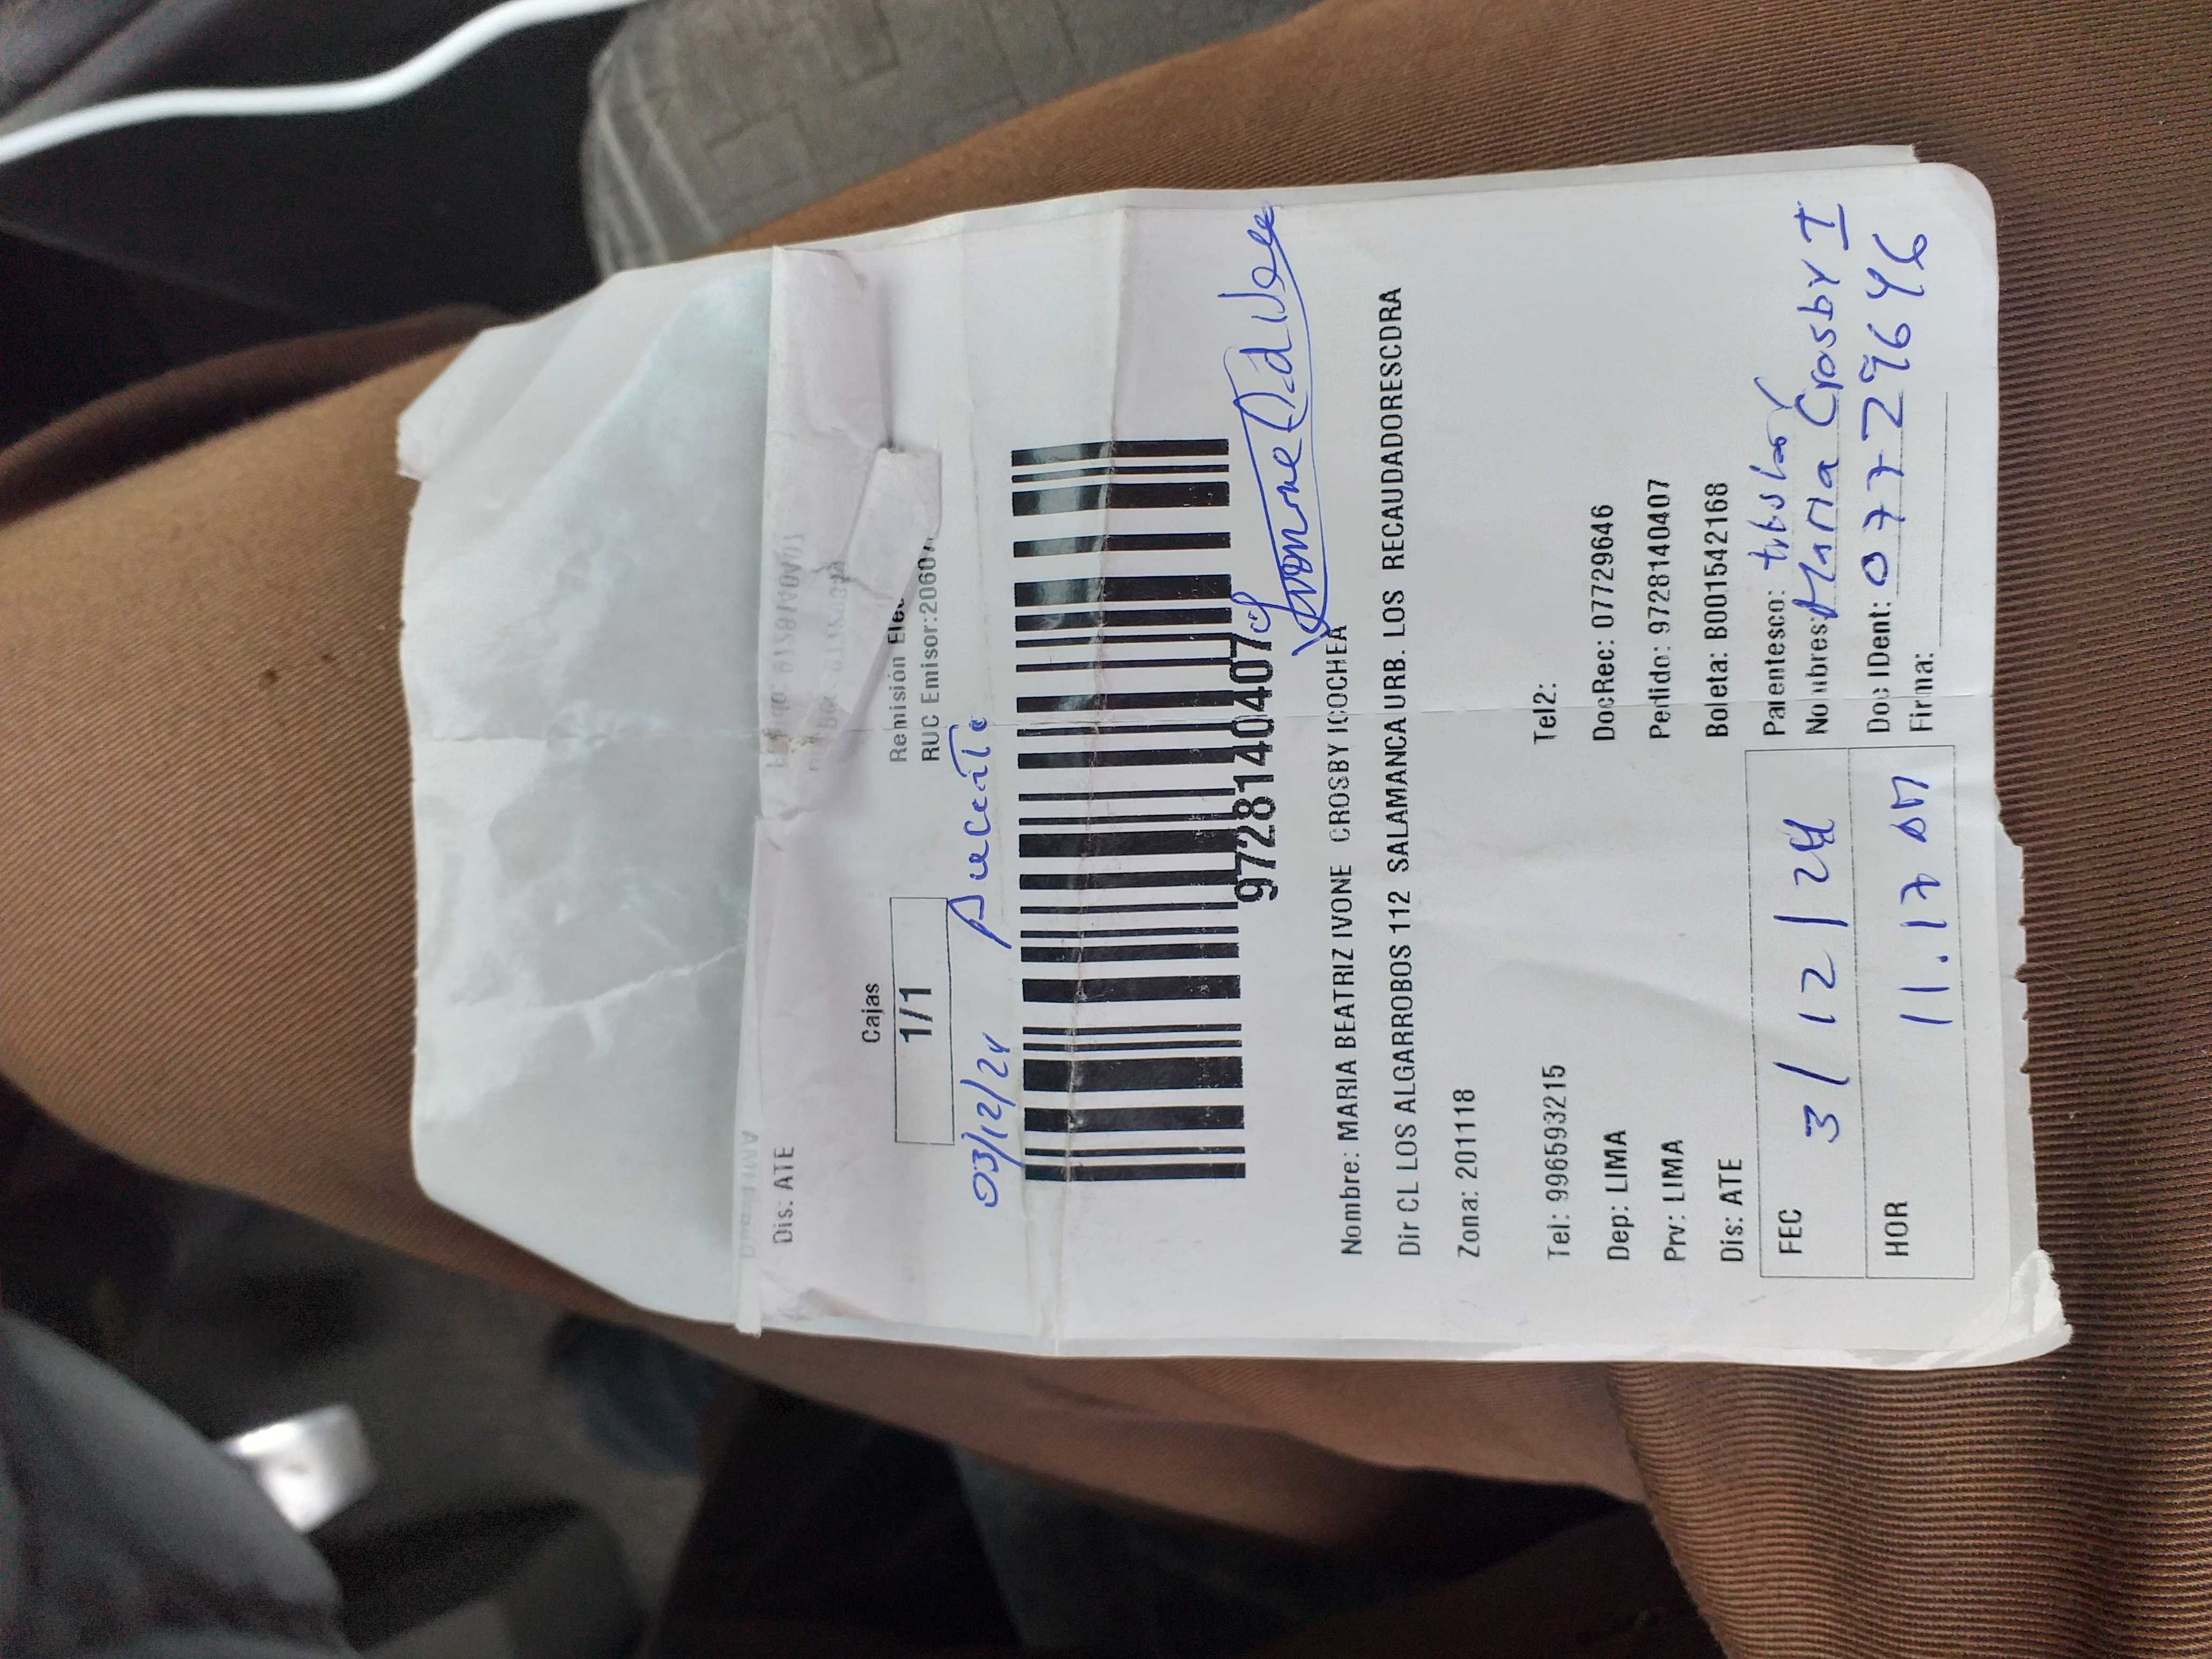 Dis: ATE
Cajas
1/1
Remisión Elec
RUC Emisor:20607
03/12/24
9728140407
Nombre: MARIA BEATRIZ IVONE CROSBY ICOCHEA
Dir CL LOS ALGARROBOS 112 SALAMANCA URB. LOS RECAUDADORESCDRA
Zona: 201118
Tel: 996593215 Tel2:
Dep: LIMA DocRec: 07729646
Prv: LIMA Pedido: 9728140407
Dis: ATE Boleta: B001542168
FEC 3/12/24
Parentesco: titular
Nombres: Maria Crosby I
HOR 11.17 am
Doc IDent: 07729646
Firma: